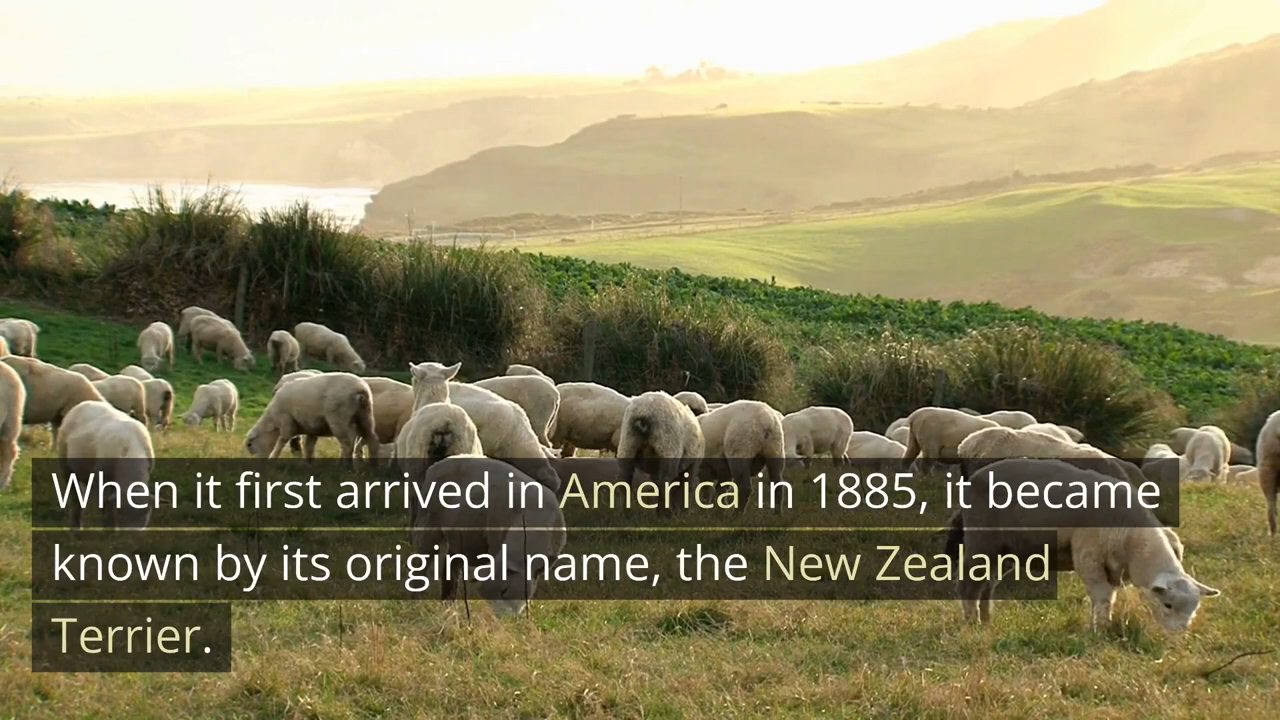 When it first arrived in America in 1885, it became
known by its original name, the New Zealand
Terrier.